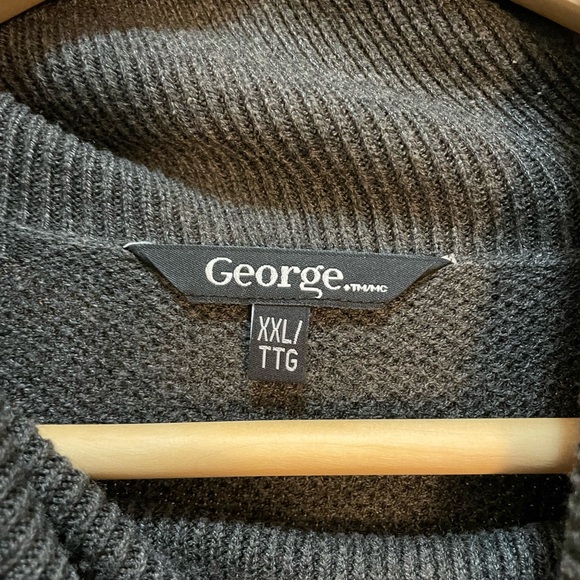 George.
♦TM/MC
XXL/
TTG